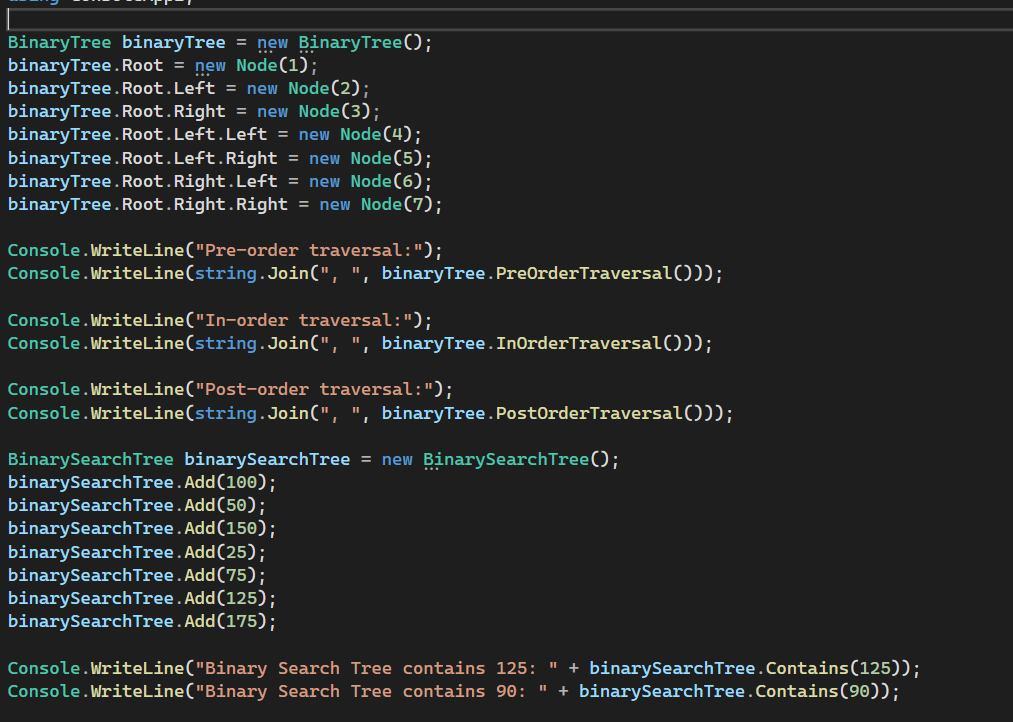 BinaryTree binaryTree = new BinaryTree();
binaryTree.Root = new Node(1);
binaryTree.Root.Left = new Node(2);
binaryTree.Root.Right = new Node(3);
binaryTree.Root.Left.Left = new Node(4);
binaryTree.Root.Left.Right = new Node(5);
binaryTree.Root.Right.Left = new Node(6);
binaryTree.Root.Right.Right = new Node(7);
Console.WriteLine("Pre-order traversal:");
Console.WriteLine(string.Join(", ", binaryTree.PreOrderTraversal()));
Console.WriteLine("In-order traversal:");
Console.WriteLine(string.Join(", ", binaryTree.InOrderTraversal()));
Console.WriteLine("Post-order traversal:");
Console.WriteLine(string.Join(", ", binaryTree.PostOrderTraversal()));
BinarySearchTree binarySearchTree = new BinarySearchTree();
binarySearchTree.Add(100);
binarySearchTree.Add(50);
binarySearchTree.Add(150);
binarySearchTree.Add(25);
binarySearchTree.Add(75);
binarySearchTree.Add(125);
binarySearchTree.Add(175);
Console.WriteLine("Binary Search Tree contains 125: " + binarySearchTree.Contains(125));
Console.WriteLine("Binary Search Tree contains 90: " + binarySearchTree.Contains(90));